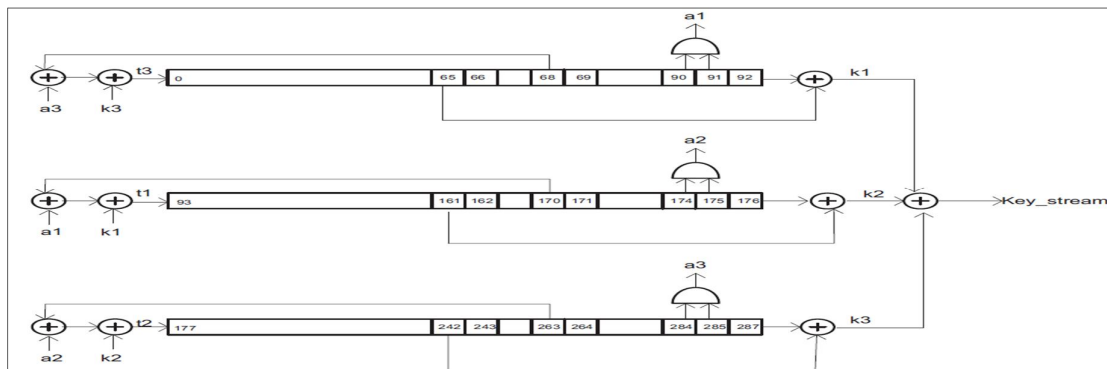 a1
t3
0 65 66 68 69 90 91 92
k1
a3 k3
a2
t1
93 161 162 170 171 174 175 176
k2
Key_stream
a1 k1
a3
t2
177 242 243 263 264 284 285 287
k3
a2 k2